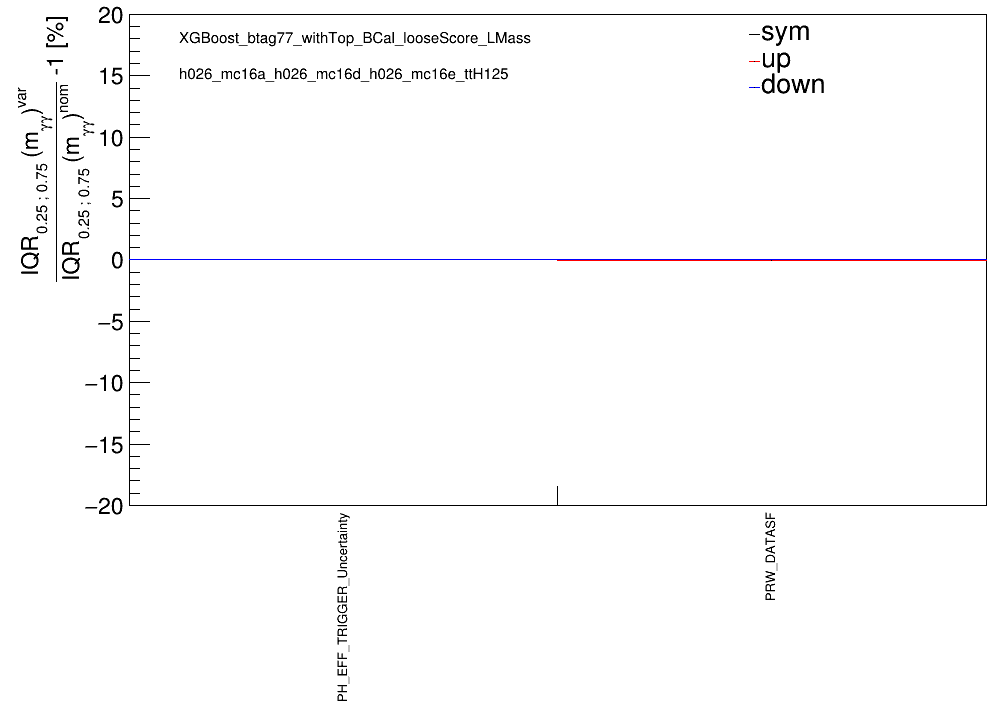 XGBoost_btag77_withTop_BCal_looseScore_LMass
h026_mc16a_h026_mc16d_h026_mc16e_ttH125
–sym
–up
–down
IQR0.25 ; 0.75 (mγγ)var
IQR0.25 ; 0.75 (mγγ)nom
-1 [%]
20
15
10
5
0
−5
−10
−15
−20
PH_EFF_TRIGGER_Uncertainty
PRW_DATASF